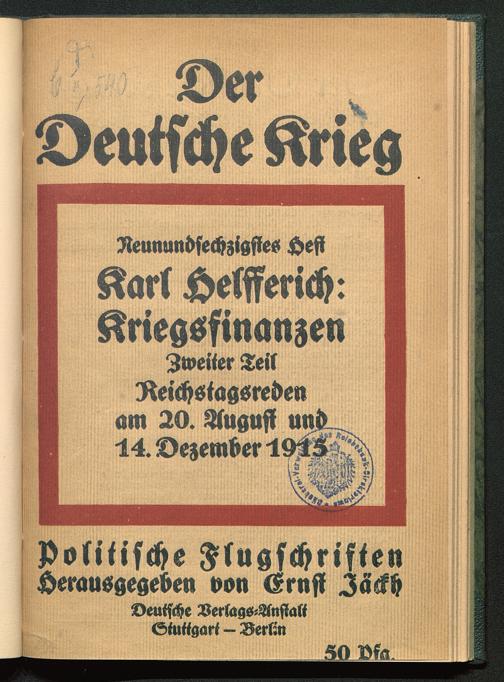 Der
Deutsche Krieg
Neunundsechzigstes Heft
Karl Helfferich:
Kriegsfinanzen
Zweiter Teil
Reichstagsreden
am 20. August und
14. Dezember 1915
Politische Flugschriften
Herausgegeben von Ernst Jäckh
Deutsche Verlags-Anstalt
Stuttgart – Berlin
50 Pfg.